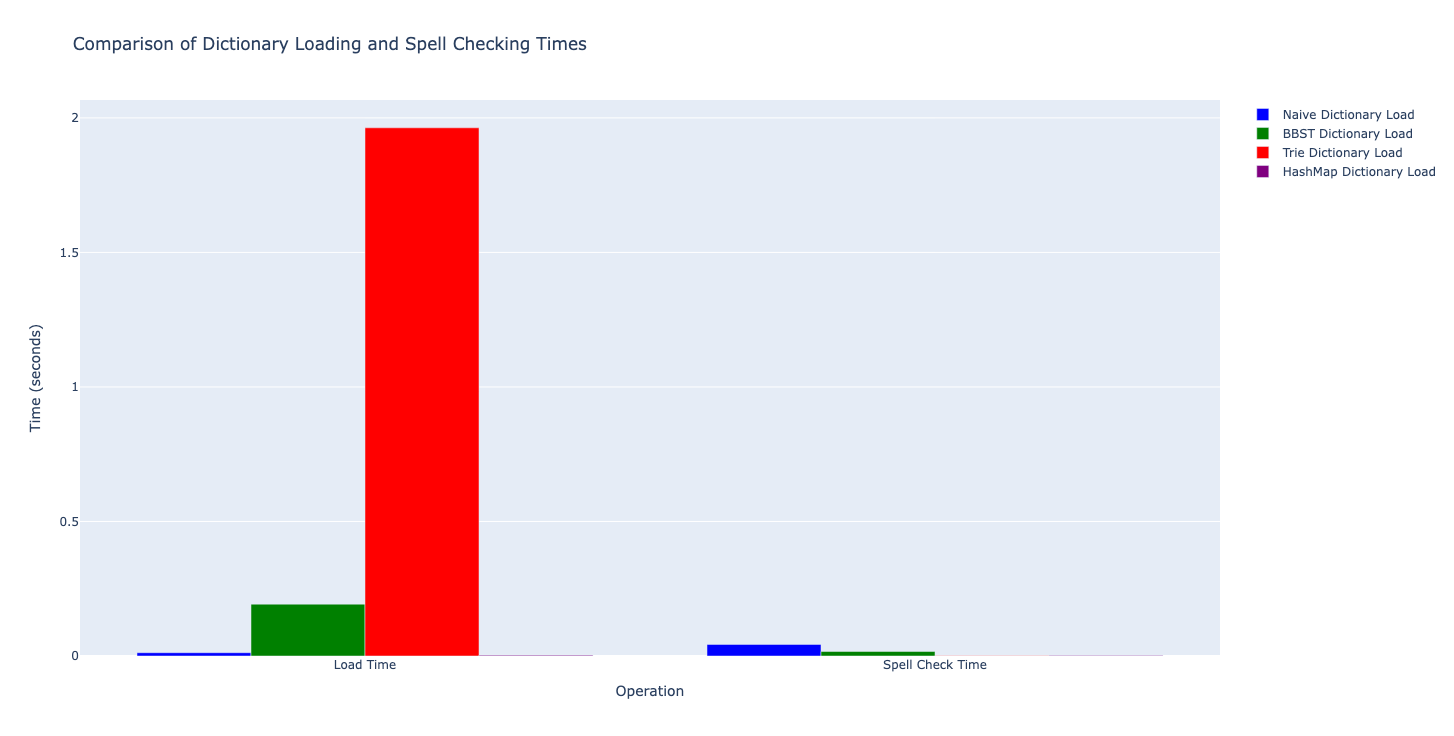 Comparison of Dictionary Loading and Spell Checking Times
Naive Dictionary Load
BBST Dictionary Load
Trie Dictionary Load
HashMap Dictionary Load
Time (seconds)
2
1.5
1
0.5
0
Load Time
Spell Check Time
Operation